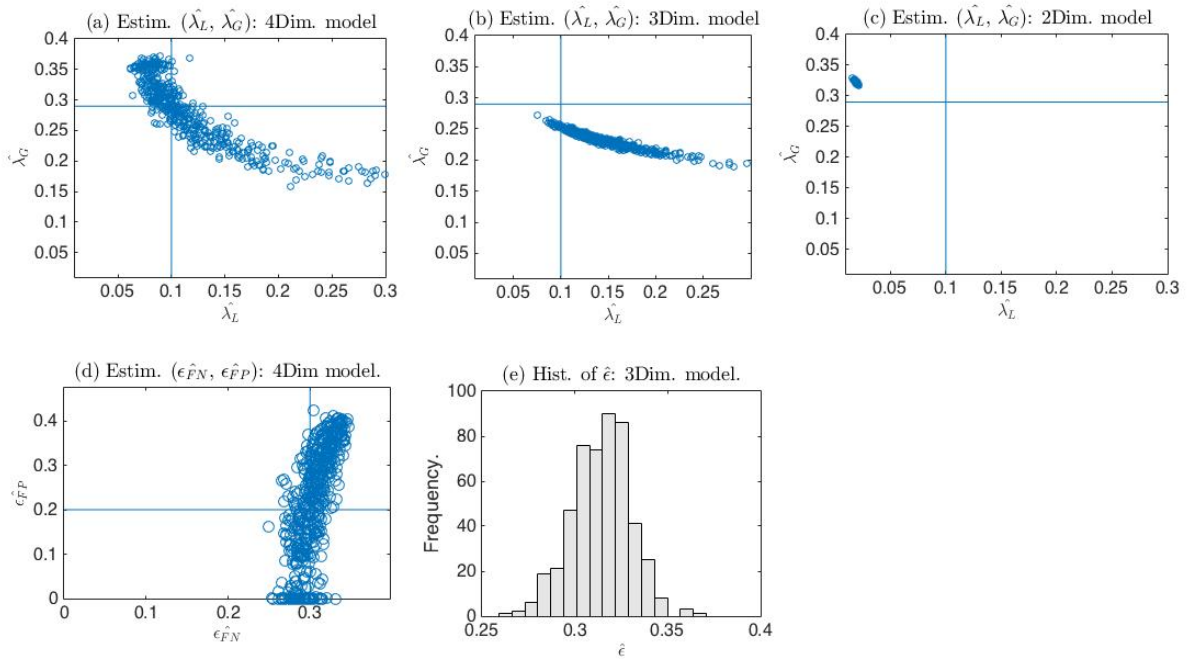 (a) Estim. (λ̂_L, λ̂_G): 4Dim. model
0.4
0.35
0.3
0.25
0.2
0.15
0.1
0.05
λ̂_G
0.05 0.1 0.15 0.2 0.25 0.3
λ̂_L
(b) Estim. (λ̂_L, λ̂_G): 3Dim. model
0.4
0.35
0.3
0.25
0.2
0.15
0.1
0.05
λ̂_G
0.05 0.1 0.15 0.2 0.25
λ̂_L
(c) Estim. (λ̂_L, λ̂_G): 2Dim. model
0.4
0.35
0.3
0.25
0.2
0.15
0.1
0.05
λ̂_G
0.05 0.1 0.15 0.2 0.25 0.3
λ̂_L
(d) Estim. (ϵ̂_FN, ϵ̂_FP): 4Dim model.
0.4
0.3
0.2
0.1
0
ϵ̂_FP
0 0.1 0.2 0.3
ϵ̂_FN
(e) Hist. of ϵ̂: 3Dim. model.
100
80
60
40
20
0
Frequency.
0.25 0.3 0.35 0.4
ϵ̂